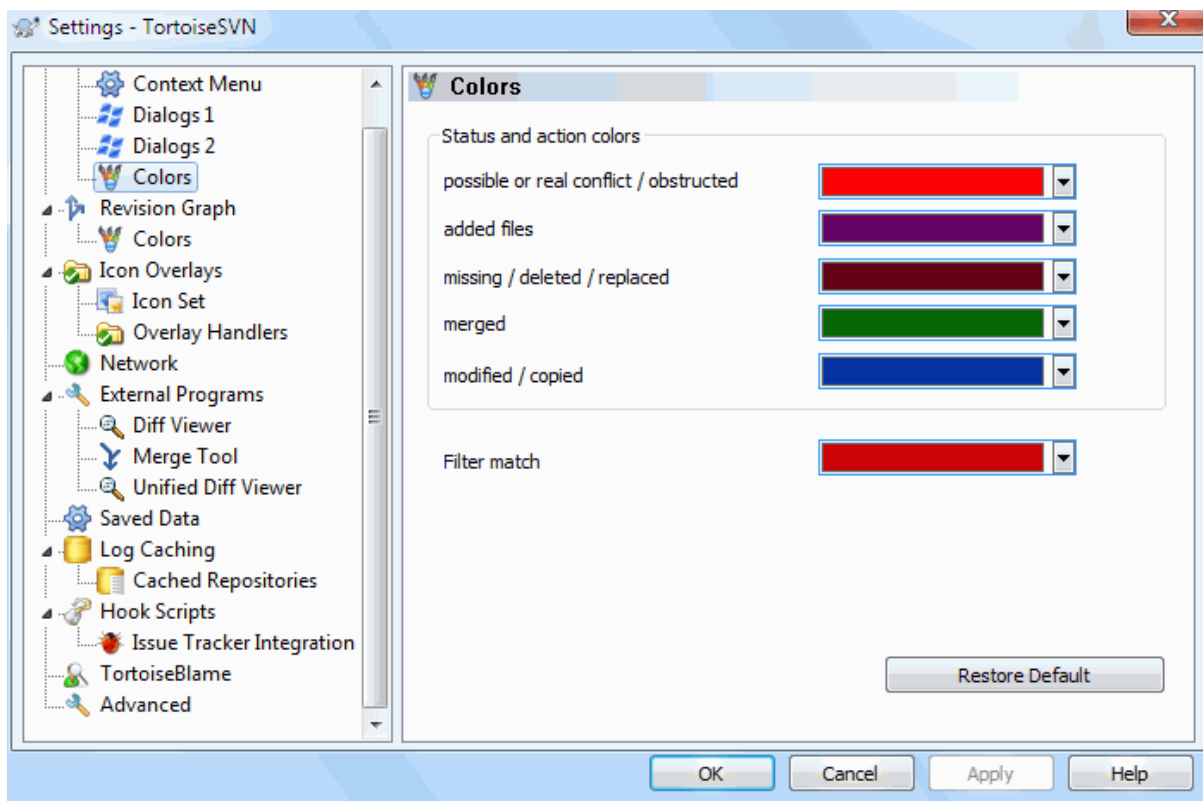 Settings - TortoiseSVN
X
Context Menu
Dialogs 1
Dialogs 2
Colors
Revision Graph
Colors
Icon Overlays
Icon Set
Overlay Handlers
Network
External Programs
Diff Viewer
Merge Tool
Unified Diff Viewer
Saved Data
Log Caching
Cached Repositories
Hook Scripts
Issue Tracker Integration
TortoiseBlame
Advanced
Colors
Status and action colors
possible or real conflict / obstructed
added files
missing / deleted / replaced
merged
modified / copied
Filter match
Restore Default
OK
Cancel
Apply
Help